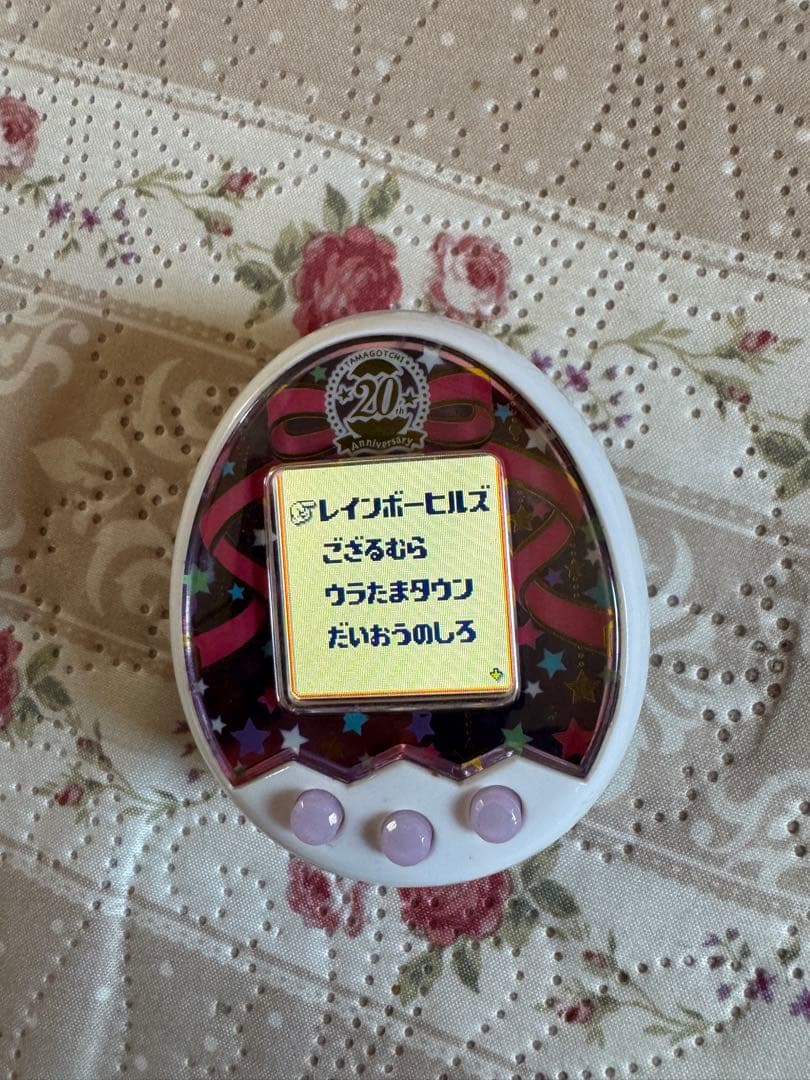 TAMAGOTCHI
20th
Anniversary
レインボーヒルズ
ござるむら
ウラたまタウン
だいおうのしろ